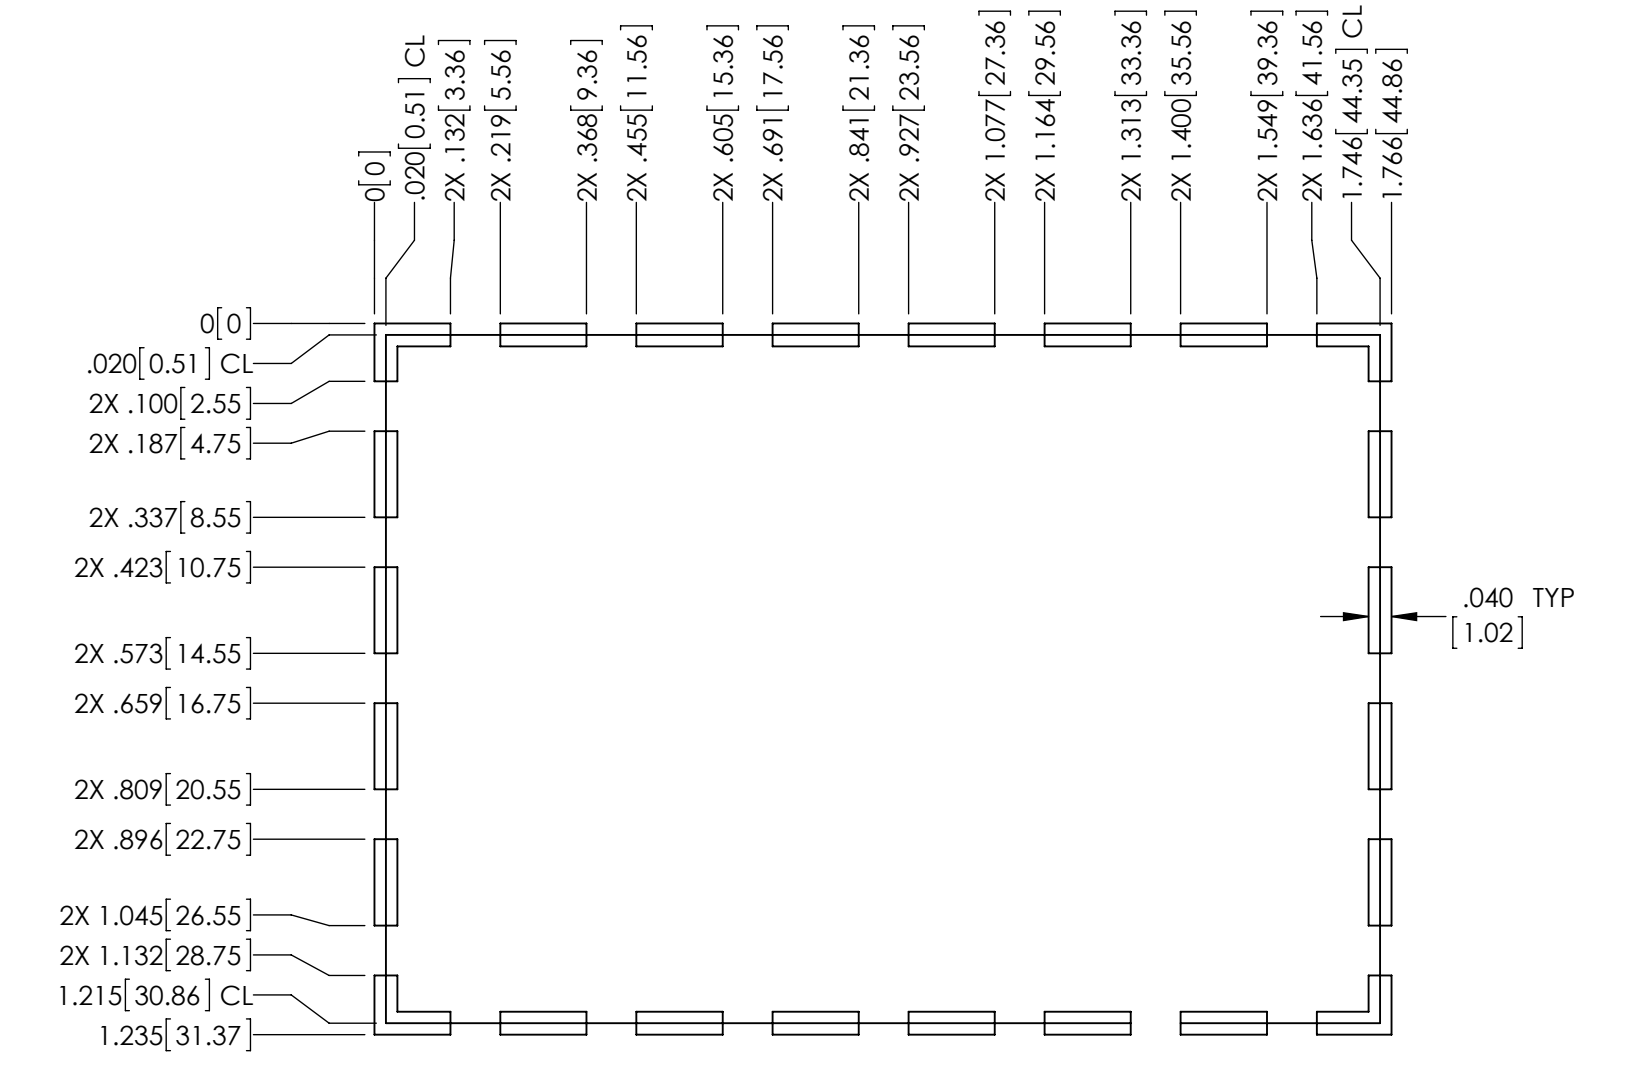 0[0]
.020[0.51] CL
2X .132[3.36]
2X .219[5.56]
2X .368[9.36]
2X .455[11.56]
2X .605[15.36]
2X .691[17.56]
2X .841[21.36]
2X .927[23.56]
2X 1.077[27.36]
2X 1.164[29.56]
2X 1.313[33.36]
2X 1.400[35.56]
2X 1.549[39.36]
2X 1.636[41.56]
1.746[44.35] CL
1.766[44.86]
0[0]
.020[0.51] CL
2X .100[2.55]
2X .187[4.75]
2X .337[8.55]
2X .423[10.75]
2X .573[14.55]
2X .659[16.75]
2X .809[20.55]
2X .896[22.75]
2X 1.045[26.55]
2X 1.132[28.75]
1.215[30.86] CL
1.235[31.37]
.040 TYP
[1.02]